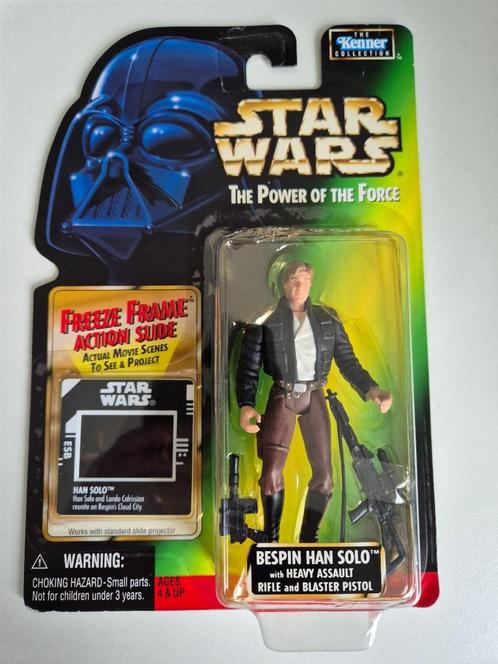 THE
Kenner
COLLECTION
STAR
WARS
THE POWER OF THE FORCE
FREEZE FRAME™
ACTION SLIDE
ACTUAL MOVIE SCENES
TO SEE & PROJECT
STAR
WARS®
ESB
HAN SOLO™
Han Solo and Lando Calrissian
reunite on Bespin's Cloud City.
Works with standard slide projector
WARNING:
CHOKING HAZARD-Small parts.
Not for children under 3 years.
AGES
4 & UP
BESPIN HAN SOLO™
with HEAVY ASSAULT
RIFLE and BLASTER PISTOL